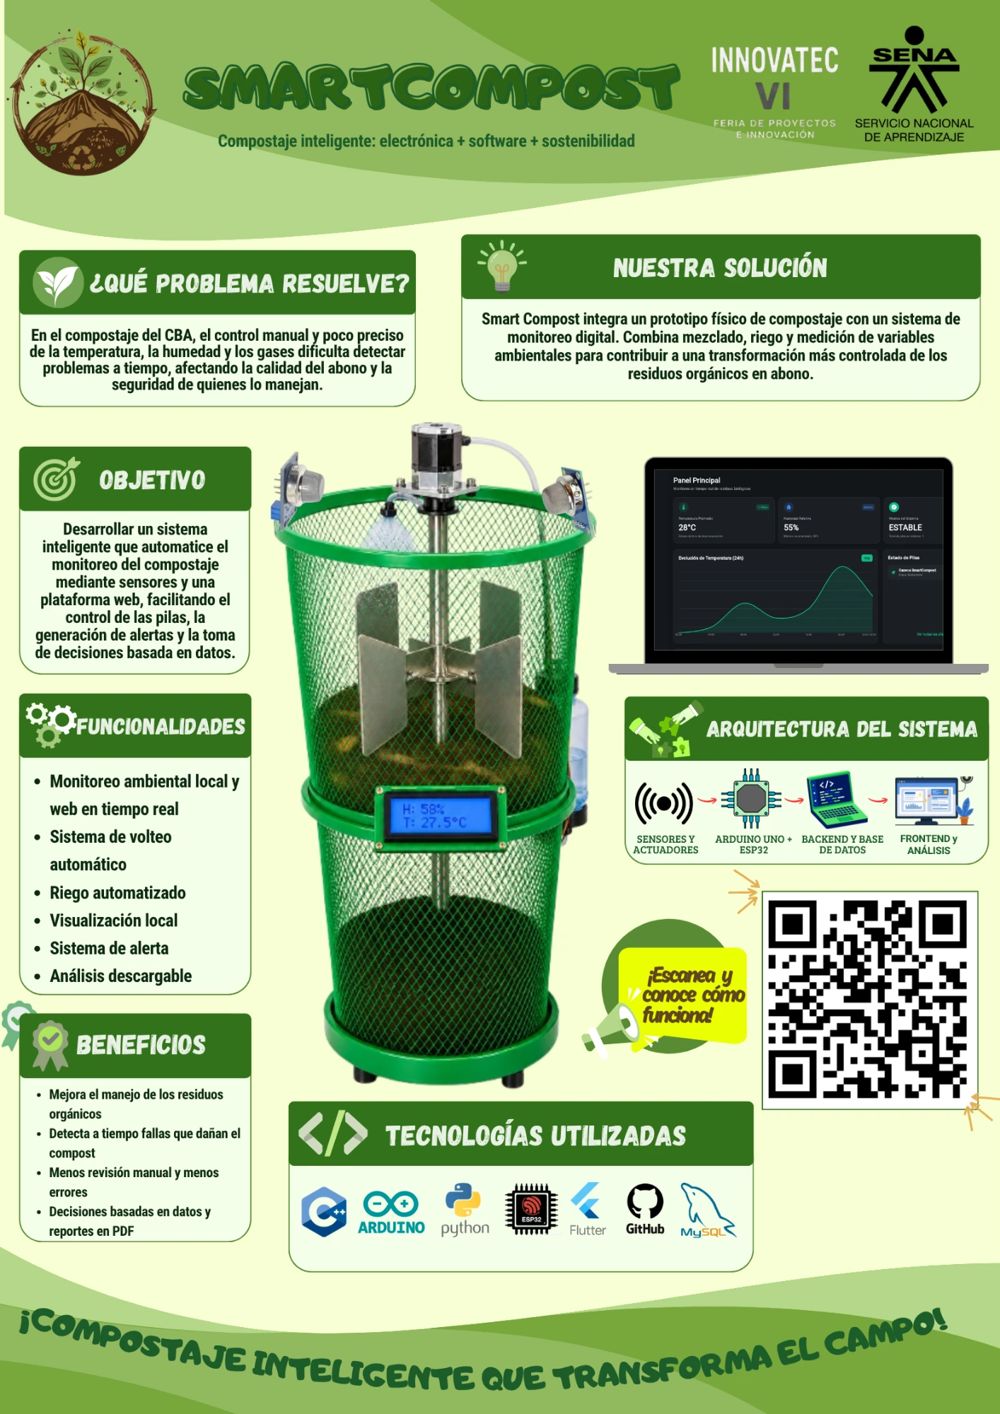 SMARTCOMPOST
Compostaje inteligente: electrónica + software + sostenibilidad
INNOVATEC
VI
FERIA DE PROYECTOS
E INNOVACIÓN
SENA
SERVICIO NACIONAL
DE APRENDIZAJE
¿QUÉ PROBLEMA RESUELVE?
En el compostaje del CBA, el control manual y poco preciso
de la temperatura, la humedad y los gases dificulta detectar
problemas a tiempo, afectando la calidad del abono y la
seguridad de quienes lo manejan.
NUESTRA SOLUCIÓN
Smart Compost integra un prototipo físico de compostaje con un sistema de
monitoreo digital. Combina mezclado, riego y medición de variables
ambientales para contribuir a una transformación más controlada de los
residuos orgánicos en abono.
OBJETIVO
Desarrollar un sistema
inteligente que automatice el
monitoreo del compostaje
mediante sensores y una
plataforma web, facilitando el
control de las pilas, la
generación de alertas y la toma
de decisiones basada en datos.
Panel Principal
28°C
55%
ESTABLE
Evolución de Temperatura (24h)
Estado de Pilas
H: 58%
T: 27.5°C
FUNCIONALIDADES
• Monitoreo ambiental local y
web en tiempo real
• Sistema de volteo
automático
• Riego automatizado
• Visualización local
• Sistema de alerta
• Análisis descargable
ARQUITECTURA DEL SISTEMA
SENSORES Y
ACTUADORES
ARDUINO UNO +
ESP32
BACKEND Y BASE
DE DATOS
FRONTEND y
ANÁLISIS
¡Escanea y
conoce cómo
funciona!
BENEFICIOS
• Mejora el manejo de los residuos
orgánicos
• Detecta a tiempo fallas que dañan el
compost
• Menos revisión manual y menos
errores
• Decisiones basadas en datos y
reportes en PDF
TECNOLOGÍAS UTILIZADAS
C++
ARDUINO
python
ESP32
Flutter
GitHub
MySQL
¡COMPOSTAJE INTELIGENTE QUE TRANSFORMA EL CAMPO!